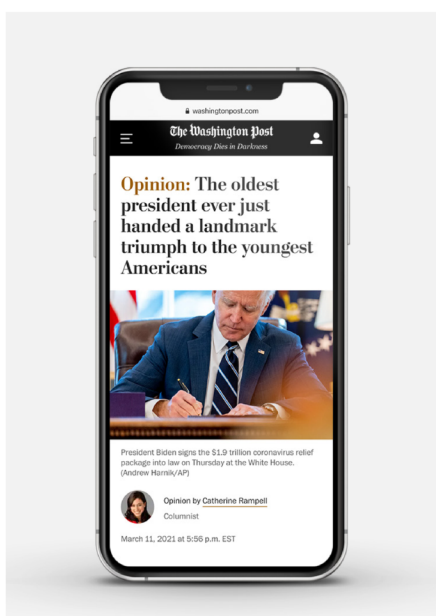 washingtonpost.com
The Washington Post
Democracy Dies in Darkness
Opinion: The oldest
president ever just
handed a landmark
triumph to the youngest
Americans
President Biden signs the $1.9 trillion coronavirus relief
package into law on Thursday at the White House.
(Andrew Harnik/AP)
Opinion by Catherine Rampell
Columnist
March 11, 2021 at 5:56 p.m. EST